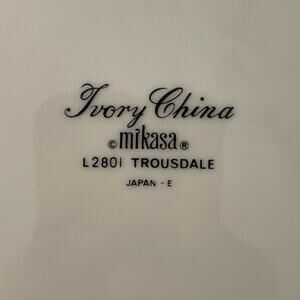 Ivory China
© mikasa ®
L2801 TROUSDALE
JAPAN - E